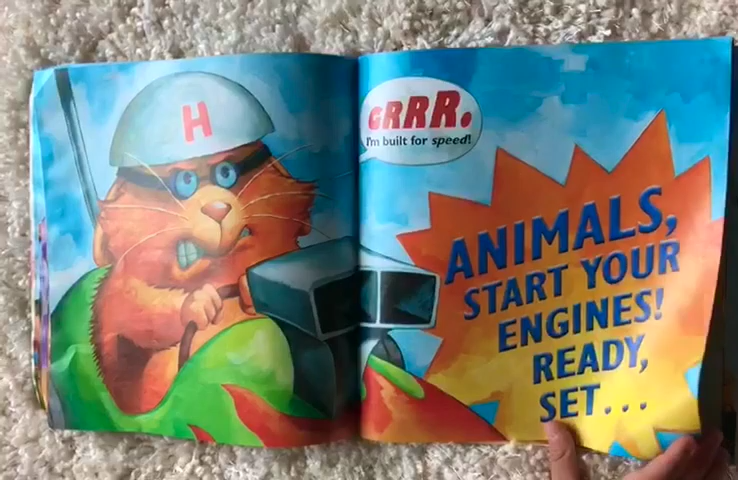 H
GRRR.
I'm built for speed!
ANIMALS,
START YOUR
ENGINES!
READY,
SET...